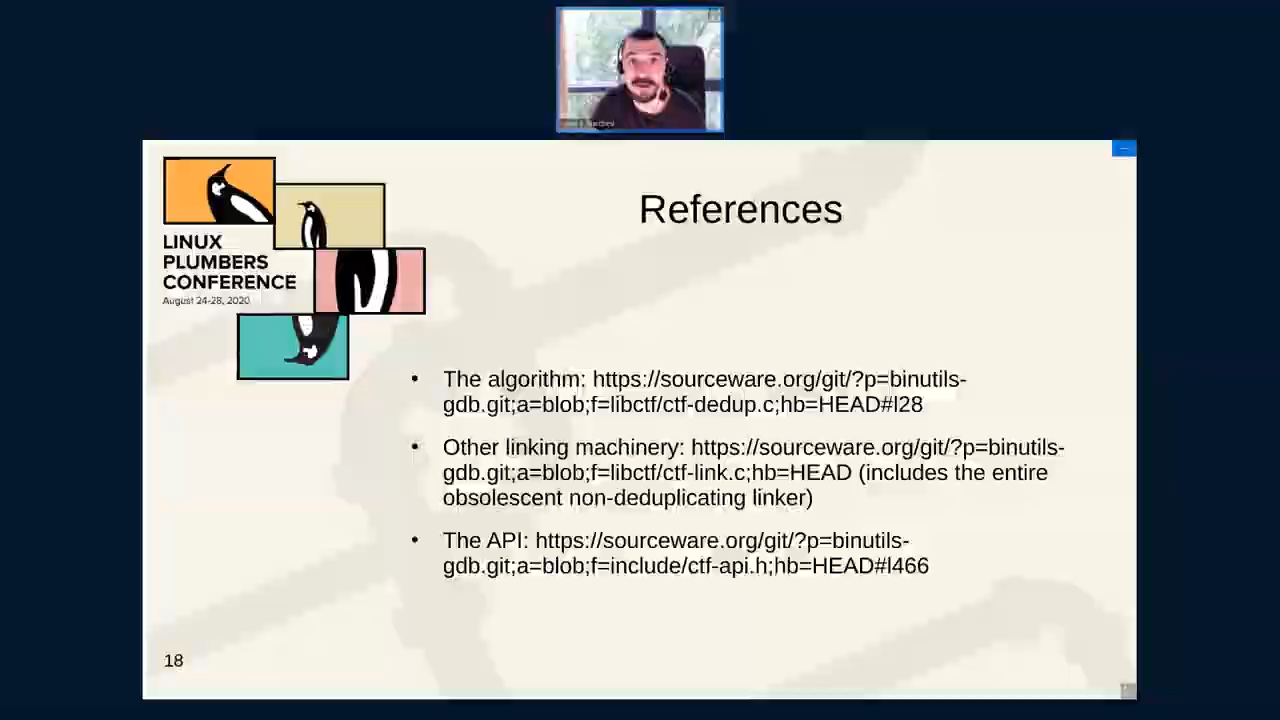 References
LINUX
PLUMBERS
CONFERENCE
August 24-28, 2020
• The algorithm: https://sourceware.org/git/?p=binutils-
gdb.git;a=blob;f=libctf/ctf-dedup.c;hb=HEAD#l28
• Other linking machinery: https://sourceware.org/git/?p=binutils-
gdb.git;a=blob;f=libctf/ctf-link.c;hb=HEAD (includes the entire
obsolescent non-deduplicating linker)
• The API: https://sourceware.org/git/?p=binutils-
gdb.git;a=blob;f=include/ctf-api.h;hb=HEAD#l466
18